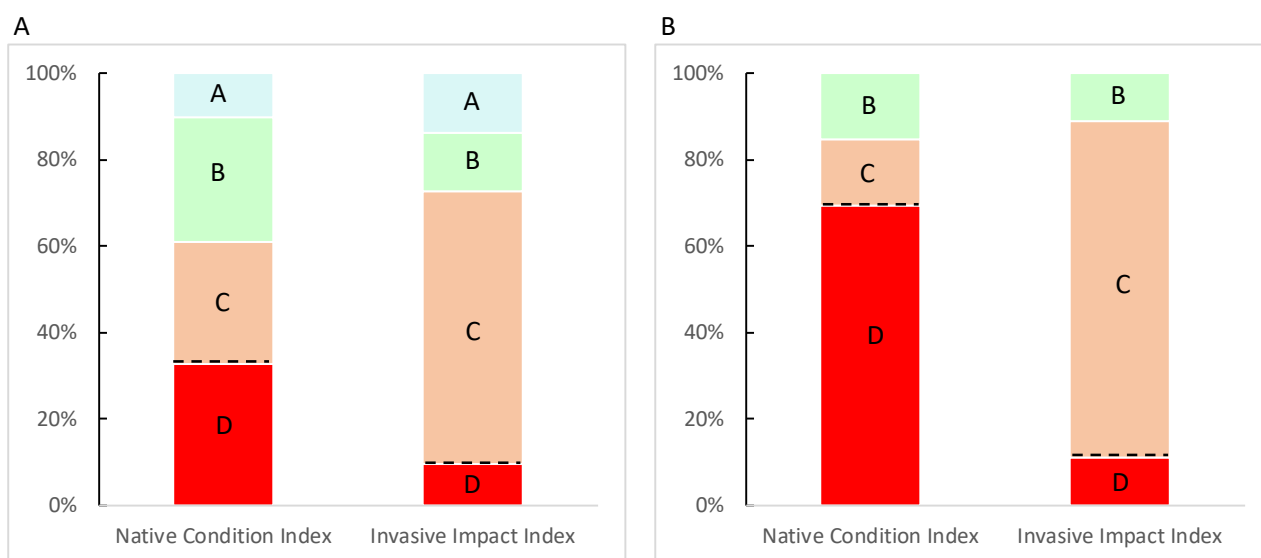 A
100%
80%
60%
40%
20%
0%
A
B
C
D
A
B
C
D
Native Condition Index
Invasive Impact Index
B
100%
80%
60%
40%
20%
0%
B
C
D
B
C
D
Native Condition Index
Invasive Impact Index